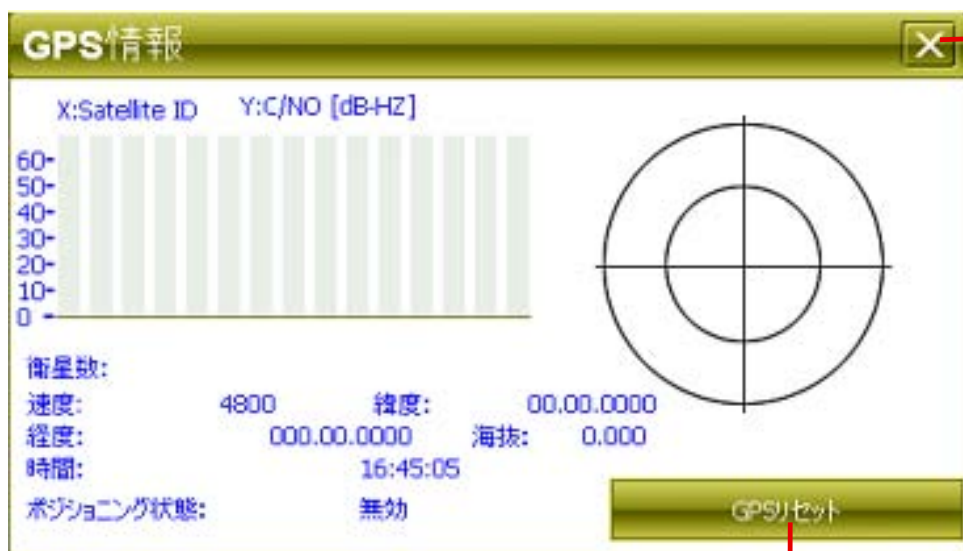 GPS情報
X:Satellite ID Y:C/NO [dB-HZ]
60-
50-
40-
30-
20-
10-
0 -
衛星数:
速度: 4800 緯度: 00.00.0000
経度: 000.00.0000 海抜: 0.000
時間: 16:45:05
ポジショニング状態: 無効
GPSリセット